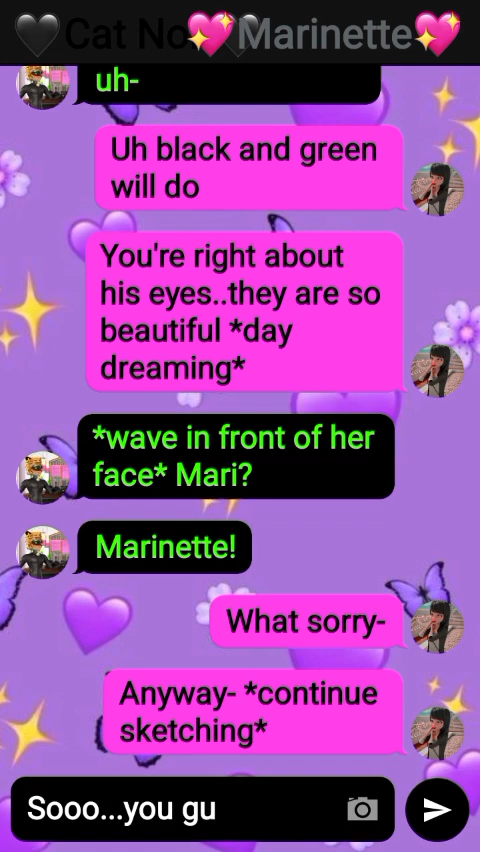 🖤Cat No💖Marinette💖
uh-
Uh black and green
will do
You're right about
his eyes..they are so
beautiful *day
dreaming*
*wave in front of her
face* Mari?
Marinette!
What sorry-
Anyway- *continue
sketching*
Sooo...you gu